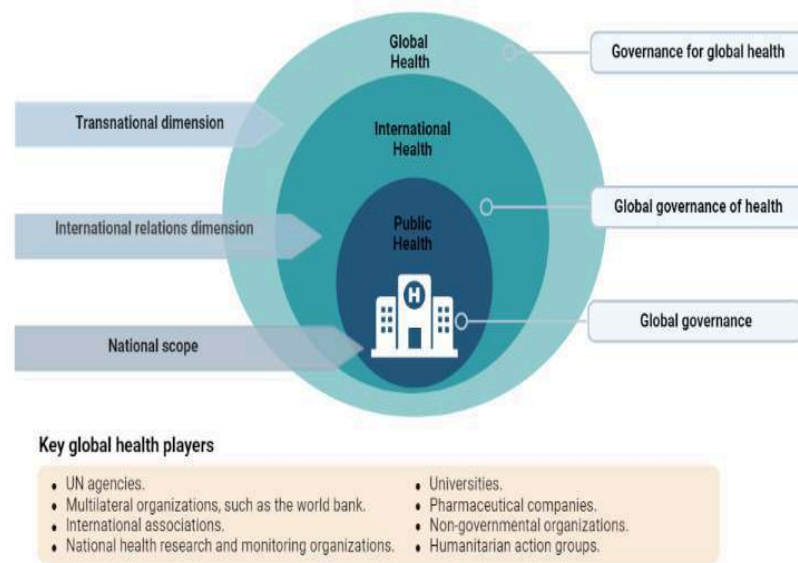 Global
Health
Governance for global health
Transnational dimension
International
Health
Global governance of health
International relations dimension
Public
Health
H
Global governance
National scope
Key global health players
• UN agencies.
• Multilateral organizations, such as the world bank.
• International associations.
• National health research and monitoring organizations.
• Universities.
• Pharmaceutical companies.
• Non-governmental organizations.
• Humanitarian action groups.